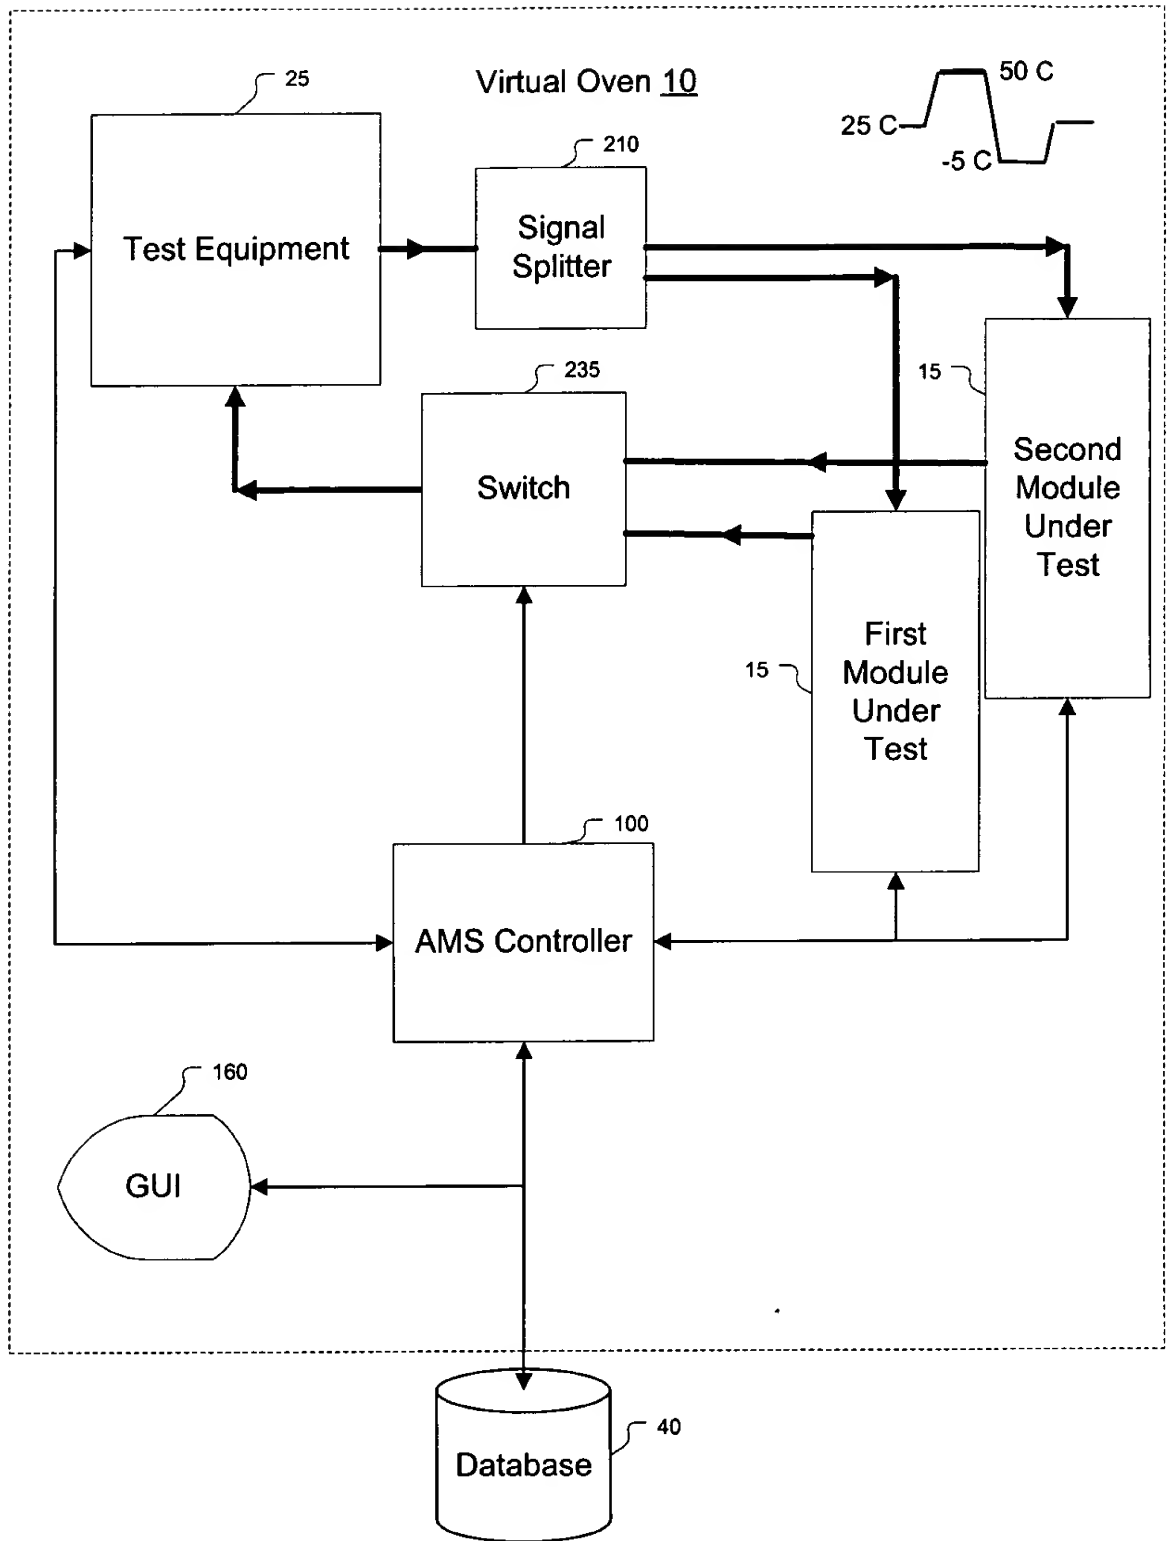 25
Virtual Oven 10
50 C
25 C
-5 C
210
Test Equipment
Signal
Splitter
235
15
Switch
Second
Module
Under
Test
15
First
Module
Under
Test
100
AMS Controller
160
GUI
40
Database